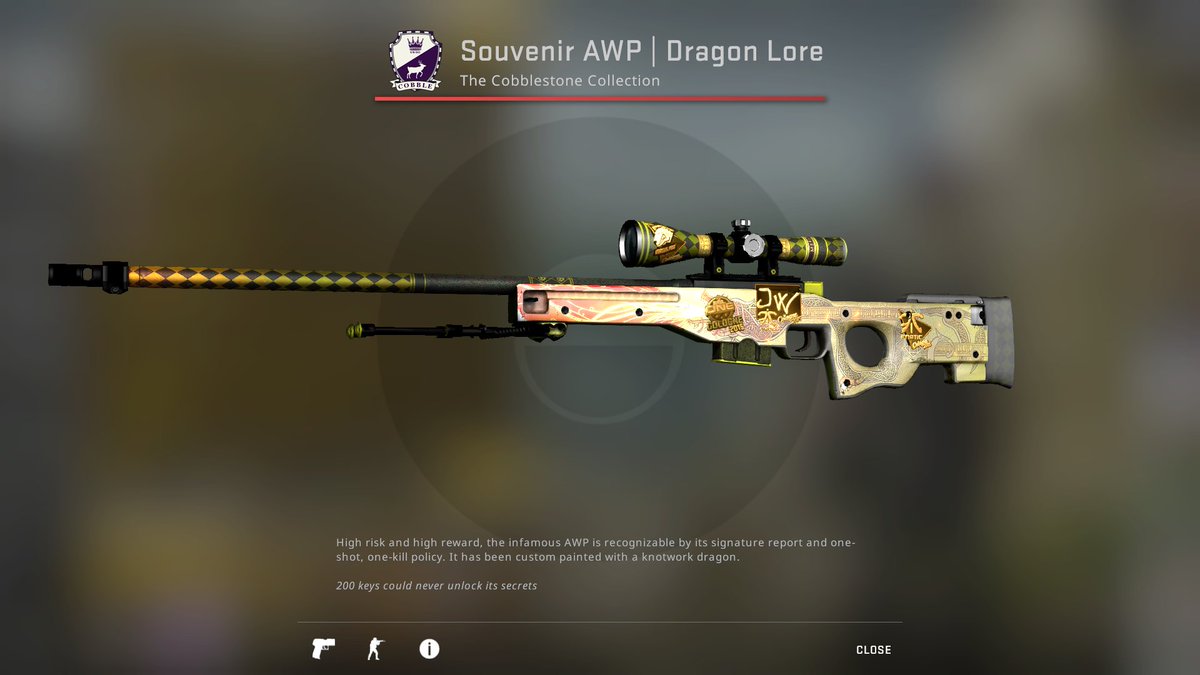 Souvenir AWP | Dragon Lore
The Cobblestone Collection
COBBLE
JW
High risk and high reward, the infamous AWP is recognizable by its signature report and one-
shot, one-kill policy. It has been custom painted with a knotwork dragon.
200 keys could never unlock its secrets
CLOSE